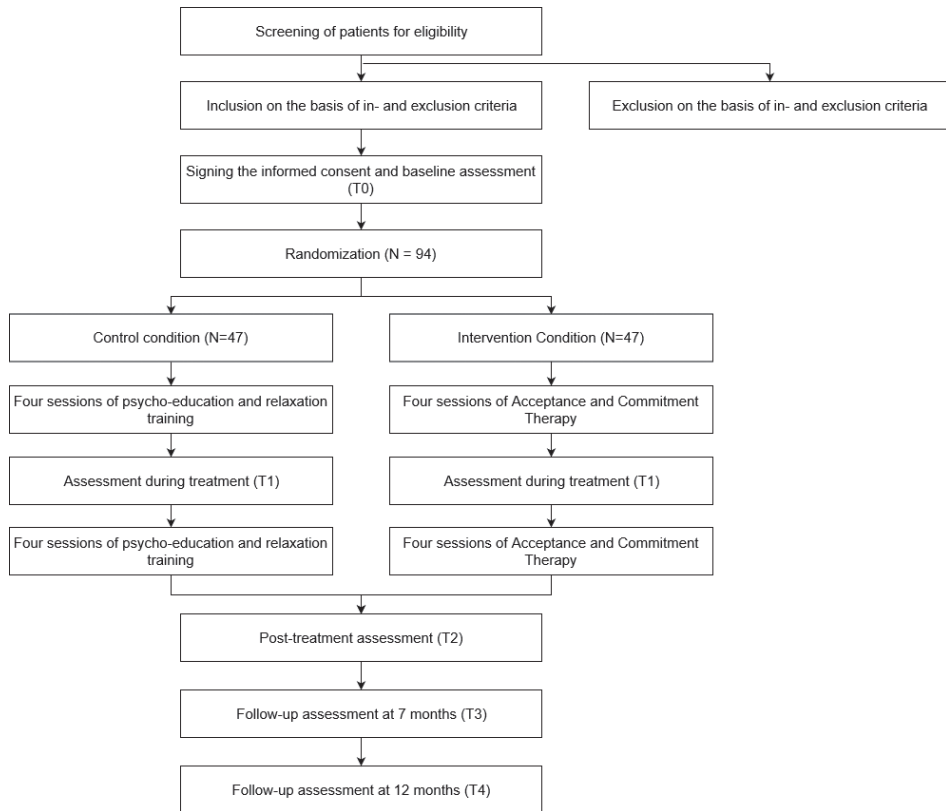 Screening of patients for eligibility
Inclusion on the basis of in- and exclusion criteria
Exclusion on the basis of in- and exclusion criteria
Signing the informed consent and baseline assessment
(T0)
Randomization (N = 94)
Control condition (N=47)
Intervention Condition (N=47)
Four sessions of psycho-education and relaxation
training
Four sessions of Acceptance and Commitment
Therapy
Assessment during treatment (T1)
Assessment during treatment (T1)
Four sessions of psycho-education and relaxation
training
Four sessions of Acceptance and Commitment
Therapy
Post-treatment assessment (T2)
Follow-up assessment at 7 months (T3)
Follow-up assessment at 12 months (T4)